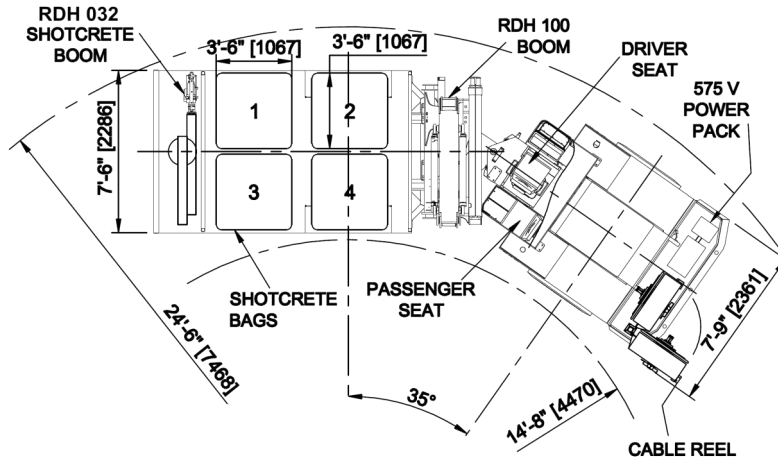 RDH 032
SHOTCRETE
BOOM
3'-6" [1067]
3'-6" [1067]
RDH 100
BOOM
DRIVER
SEAT
575 V
POWER
PACK
7'-6" [2286]
1
2
3
4
SHOTCRETE
BAGS
PASSENGER
SEAT
24'-6" [7468]
35°
14'-8" [4470]
7'-9" [2361]
CABLE REEL